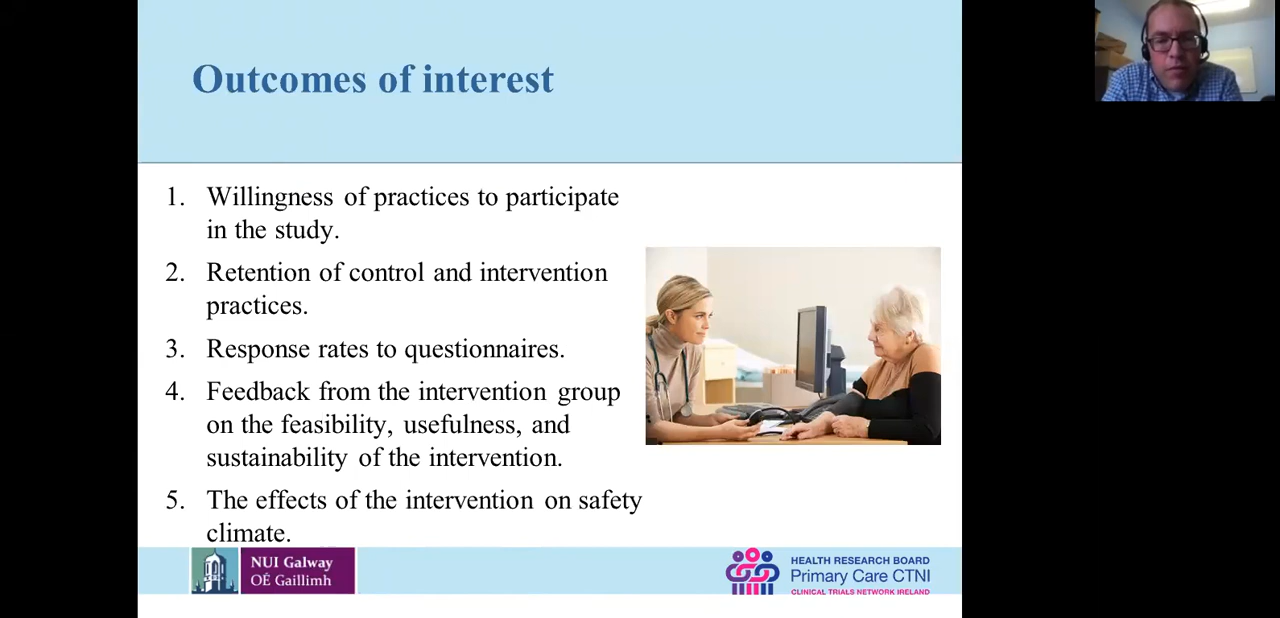 Outcomes of interest
1. Willingness of practices to participate
in the study.
2. Retention of control and intervention
practices.
3. Response rates to questionnaires.
4. Feedback from the intervention group
on the feasibility, usefulness, and
sustainability of the intervention.
5. The effects of the intervention on safety
climate.
NUI Galway
OÉ Gaillimh
HEALTH RESEARCH BOARD
Primary Care CTNI
CLINICAL TRIALS NETWORK IRELAND